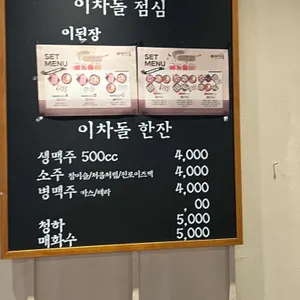 이차돌 점심
이된장
SET MENU
SET MENU
이차돌 한잔
생맥주 500cc 4,000
소주 참이슬/처음처럼/진로이즈백 4,000
병맥주 카스/테라 4,000
,00
청하 5,000
매화수 5,000